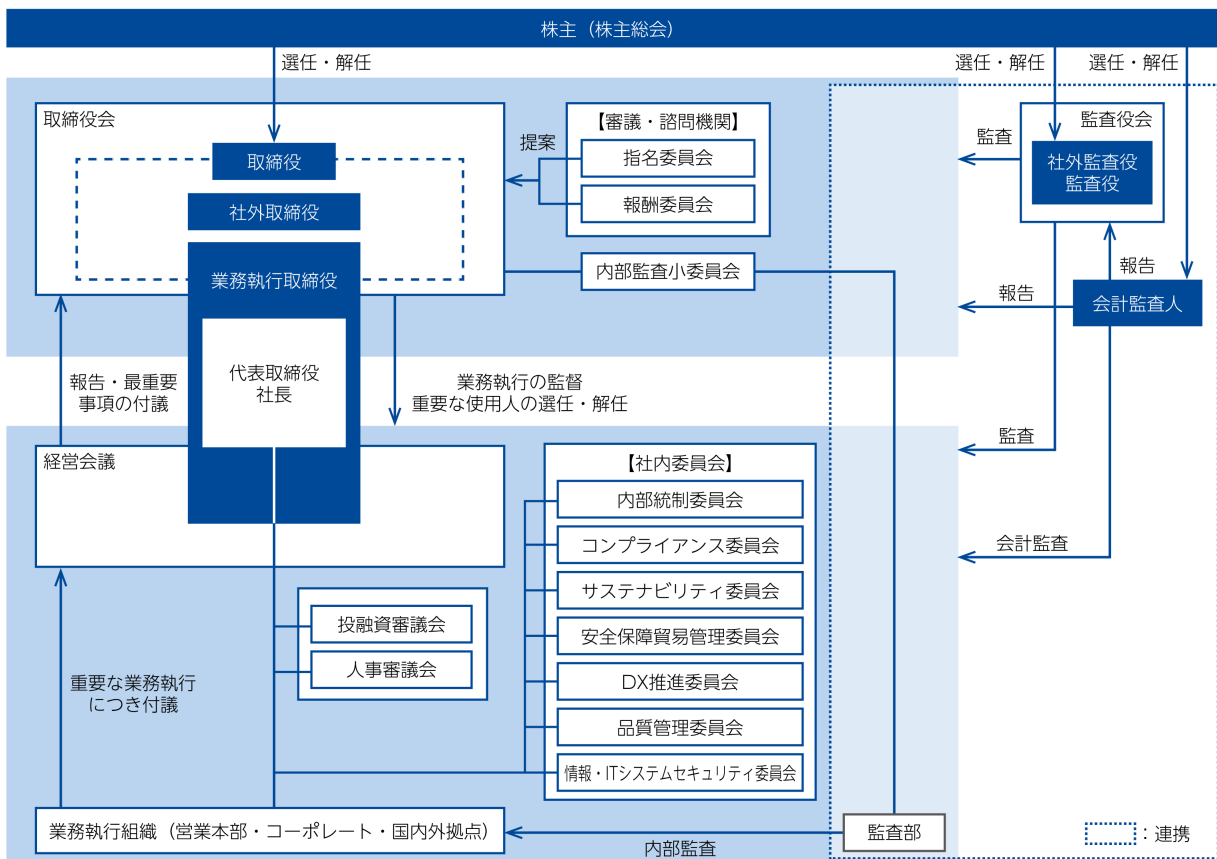 株主（株主総会）
選任・解任
選任・解任
選任・解任
取締役会
取締役
社外取締役
業務執行取締役
代表取締役
社長
【審議・諮問機関】
提案
指名委員会
報酬委員会
内部監査小委員会
監査役会
監査
社外監査役
監査役
報告
報告
会計監査人
報告・最重要
事項の付議
業務執行の監督
重要な使用人の選任・解任
監査
経営会議
【社内委員会】
内部統制委員会
コンプライアンス委員会
サステナビリティ委員会
安全保障貿易管理委員会
DX推進委員会
品質管理委員会
情報・ITシステムセキュリティ委員会
会計監査
投融資審議会
人事審議会
重要な業務執行
につき付議
業務執行組織（営業本部・コーポレート・国内外拠点）
内部監査
監査部
：連携